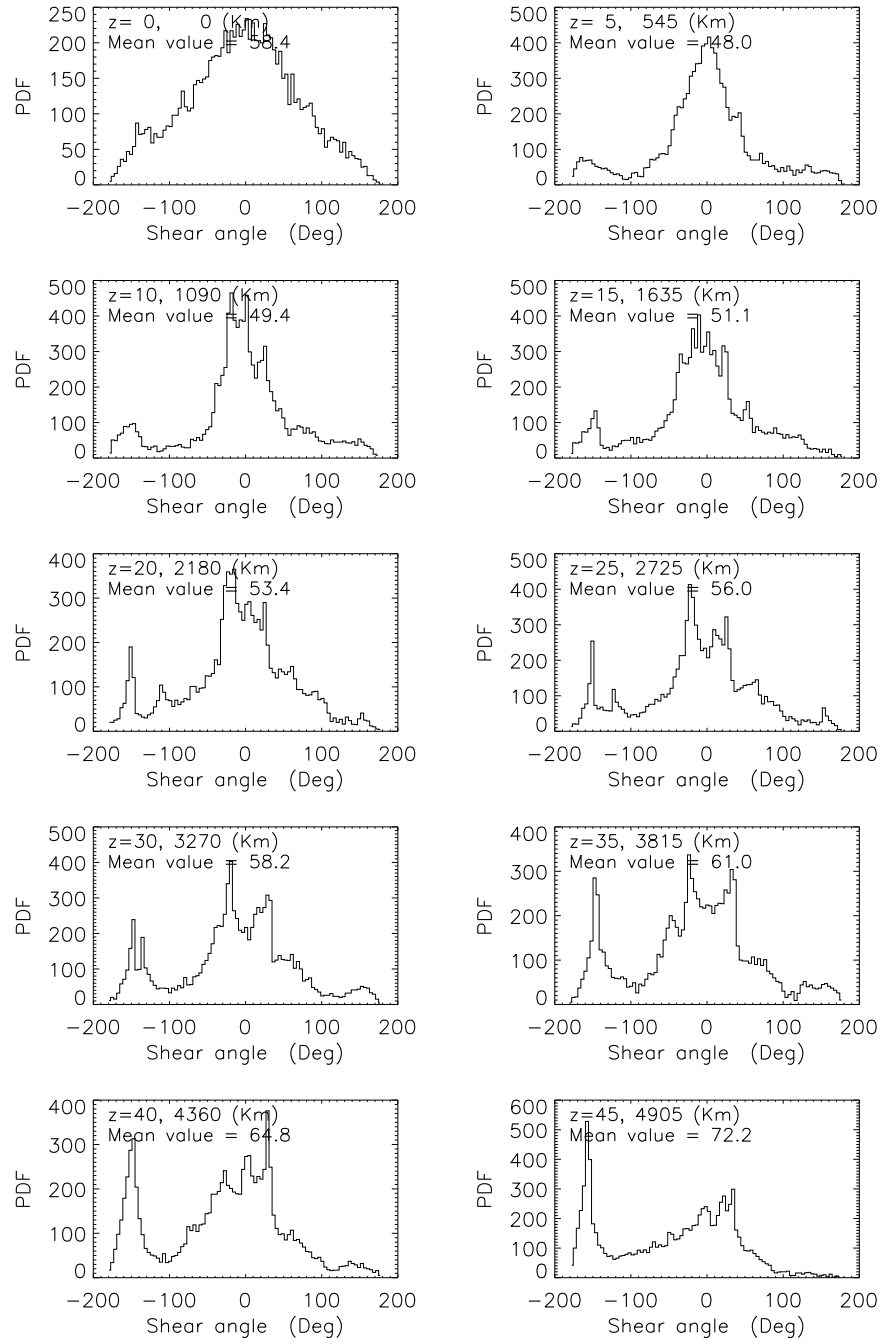 z= 0, 0 (Km)
Mean value = 58.4
PDF
250
200
150
100
50
0
-200 -100 0 100 200
Shear angle (Deg)
z= 5, 545 (Km)
Mean value = 48.0
PDF
500
400
300
200
100
0
-200 -100 0 100 200
Shear angle (Deg)
z=10, 1090 (Km)
Mean value = 49.4
PDF
500
400
300
200
100
0
-200 -100 0 100 200
Shear angle (Deg)
z=15, 1635 (Km)
Mean value = 51.1
PDF
500
400
300
200
100
0
-200 -100 0 100 200
Shear angle (Deg)
z=20, 2180 (Km)
Mean value = 53.4
PDF
400
300
200
100
0
-200 -100 0 100 200
Shear angle (Deg)
z=25, 2725 (Km)
Mean value = 56.0
PDF
500
400
300
200
100
0
-200 -100 0 100 200
Shear angle (Deg)
z=30, 3270 (Km)
Mean value = 58.2
PDF
500
400
300
200
100
0
-200 -100 0 100 200
Shear angle (Deg)
z=35, 3815 (Km)
Mean value = 61.0
PDF
400
300
200
100
0
-200 -100 0 100 200
Shear angle (Deg)
z=40, 4360 (Km)
Mean value = 64.8
PDF
400
300
200
100
0
-200 -100 0 100 200
Shear angle (Deg)
z=45, 4905 (Km)
Mean value = 72.2
PDF
600
500
400
300
200
100
0
-200 -100 0 100 200
Shear angle (Deg)